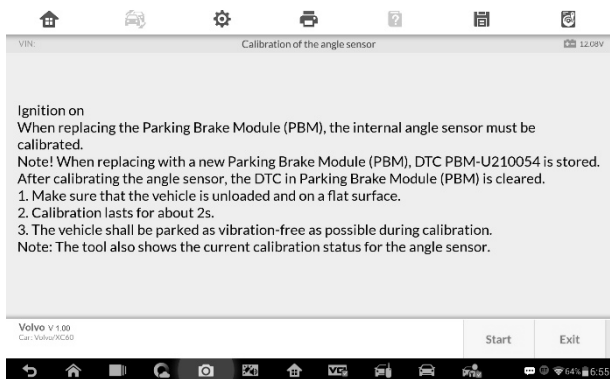 VIN:
Calibration of the angle sensor
12.08V
Ignition on
When replacing the Parking Brake Module (PBM), the internal angle sensor must be
calibrated.
Note! When replacing with a new Parking Brake Module (PBM), DTC PBM-U210054 is stored.
After calibrating the angle sensor, the DTC in Parking Brake Module (PBM) is cleared.
1. Make sure that the vehicle is unloaded and on a flat surface.
2. Calibration lasts for about 2s.
3. The vehicle shall be parked as vibration-free as possible during calibration.
Note: The tool also shows the current calibration status for the angle sensor.
Volvo V 1.00
Car: Volvo/XC60
Start
Exit
64% 6:55